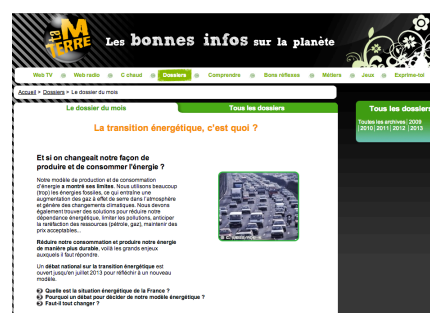 M
TERRE
Les bonnes infos sur la planète
Web TV Web radio C chaud Dossiers Comprendre Bons réflexes Métiers Jeux Exprime-toi
Accueil > Dossiers > Le dossier du mois
Le dossier du mois
Tous les dossiers
La transition énergétique, c'est quoi ?
Et si on changeait notre façon de
produire et de consommer l'énergie ?
Notre modèle de production et de consommation
d'énergie a montré ses limites. Nous utilisons beaucoup
(trop) les énergies fossiles, ce qui entraîne une
augmentation des gaz à effet de serre dans l'atmosphère
et génère des changements climatiques. Nous devons
également trouver des solutions pour réduire notre
dépendance énergétique, limiter les pollutions, anticiper
la raréfaction des ressources (pétrole, gaz), maintenir des
prix acceptables...
Réduire notre consommation et produire notre énergie
de manière plus durable, voilà les grands enjeux
auxquels il faut répondre.
Un débat national sur la transition énergétique est
ouvert jusqu'en juillet 2013 pour réfléchir à un nouveau
modèle.
Quelle est la situation énergétique de la France ?
Pourquoi un débat pour décider de notre modèle énergétique ?
Faut-il tout changer ?
Tous les dossiers
Toutes les archives | 2009
| 2010 | 2011 | 2012 | 2013